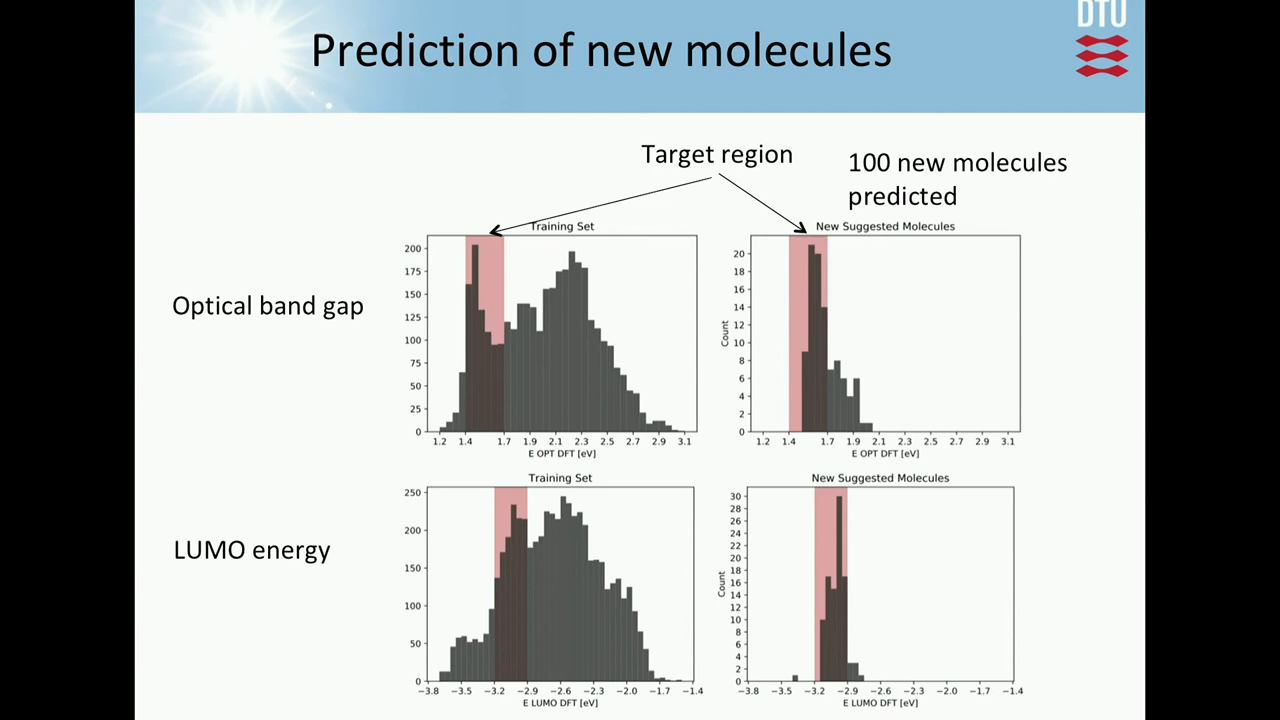 DTU
Prediction of new molecules
Target region
100 new molecules
predicted
Optical band gap
Training Set
200
175
150
125
100
75
50
25
0
1.2 1.4 1.7 1.9 2.1 2.3 2.5 2.7 2.9 3.1
E OPT DFT [eV]
New Suggested Molecules
Count
20
18
16
14
12
10
8
6
4
2
0
1.2 1.4 1.7 1.9 2.1 2.3 2.5 2.7 2.9 3.1
E OPT DFT [eV]
LUMO energy
Training Set
250
200
150
100
50
0
−3.8 −3.5 −3.2 −2.9 −2.6 −2.3 −2.0 −1.7 −1.4
E LUMO DFT [eV]
New Suggested Molecules
Count
30
28
26
24
22
20
18
16
14
12
10
8
6
4
2
0
−3.8 −3.5 −3.2 −2.9 −2.6 −2.3 −2.0 −1.7 −1.4
E LUMO DFT [eV]